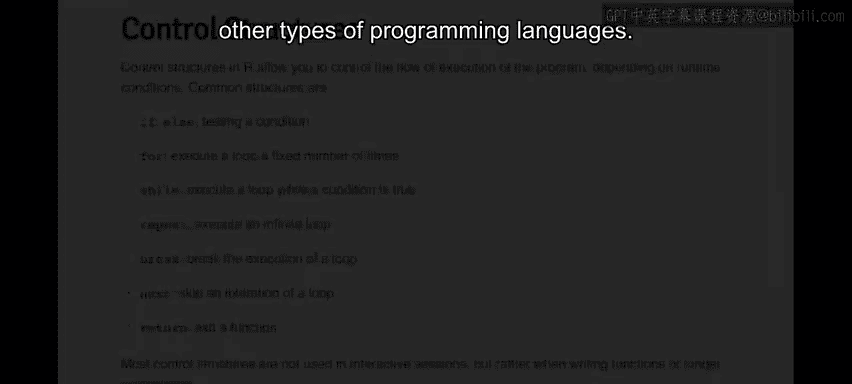 GPT中英字幕课程资源@bilibili.com
other types of programming languages.
Control Str
Control structures in R allow you to control the flow of execution of the program, depending on runtime
conditions. Common structures are
if, else: testing a condition
for: execute a loop a fixed number of times
while: execute a loop while a condition is true
repeat: execute an infinite loop
break: break the execution of a loop
next: skip an interation of a loop
return: exit a function
Most control structures are not used in interactive sessions, but rather when writing functions or longer